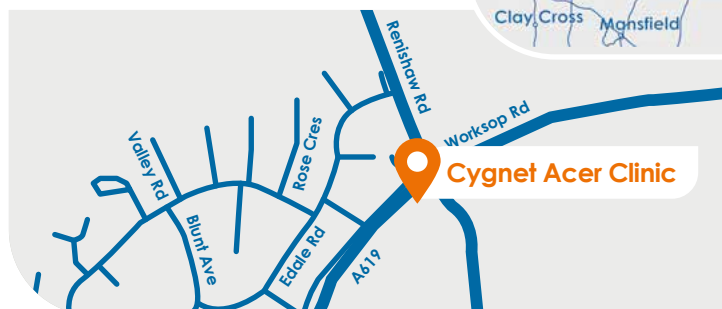 Clay Cross
Mansfield
Renishaw Rd
Worksop Rd
Cygnet Acer Clinic
Valley Rd
Rose Cres
Blunt Ave
Edale Rd
A619